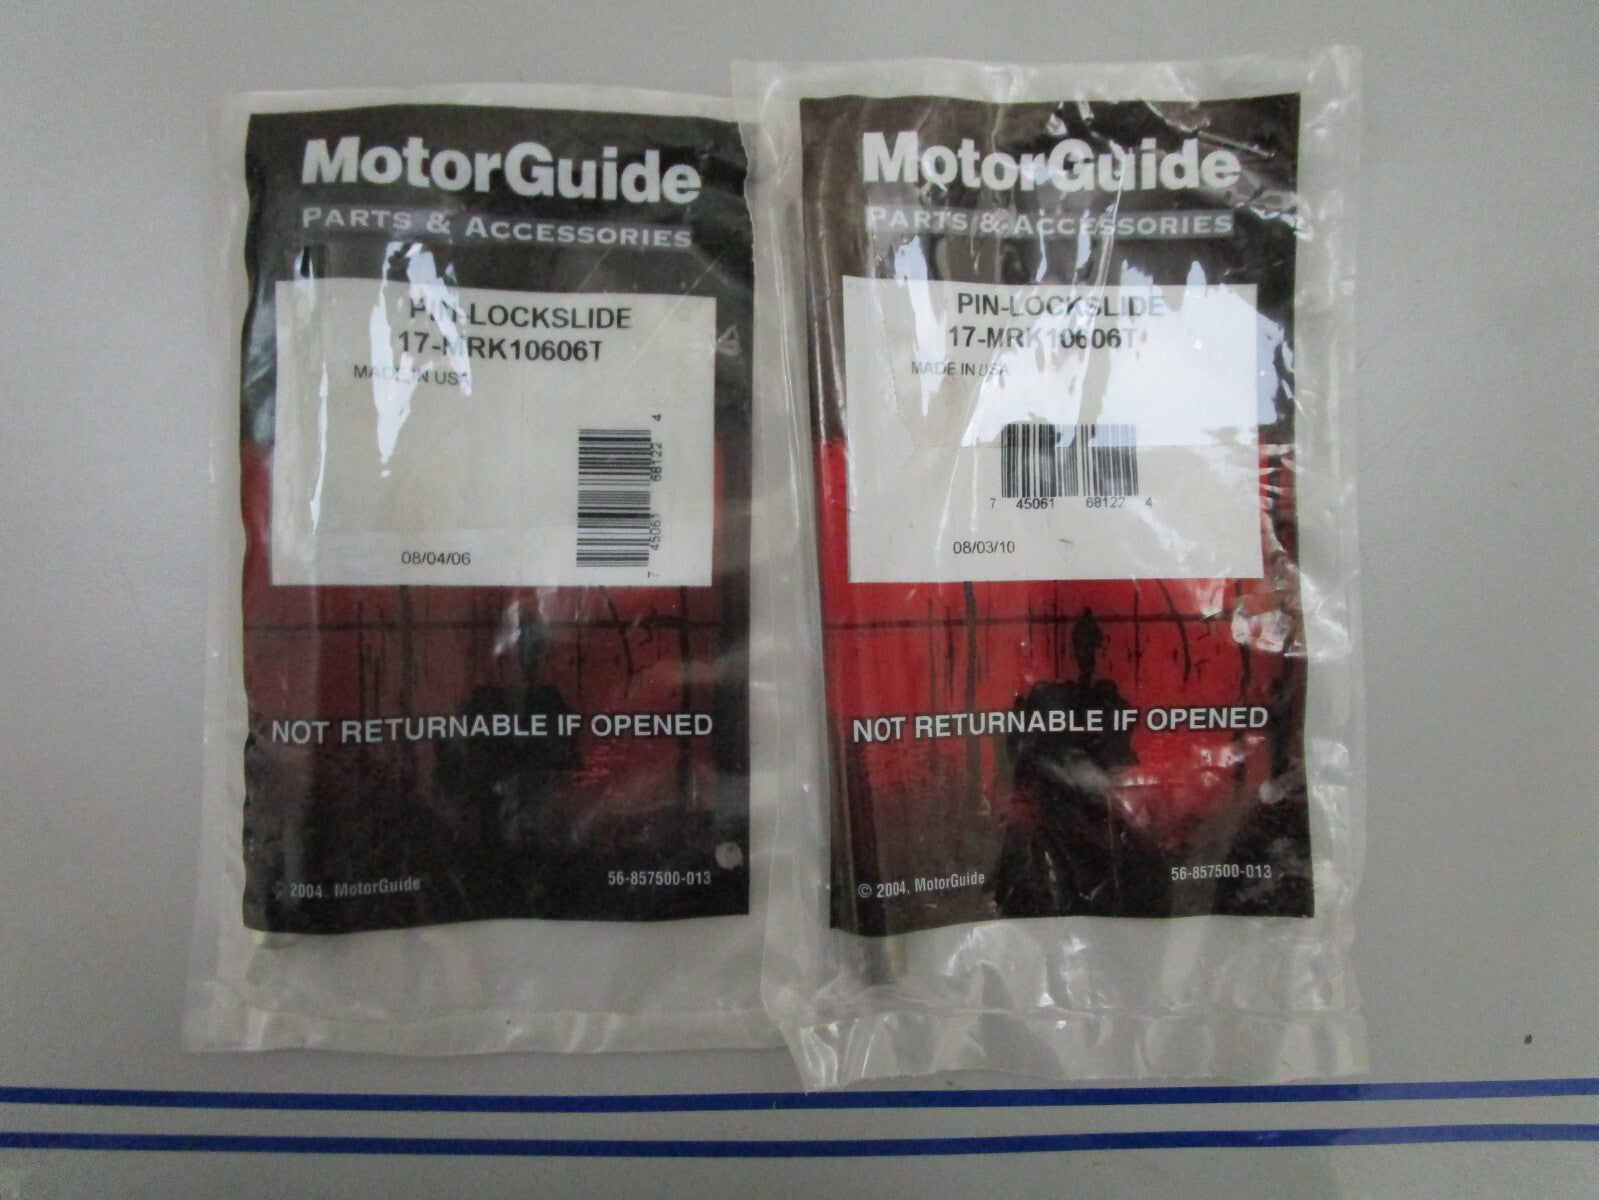 MotorGuide
PARTS & ACCESSORIES
PIN-LOCKSLIDE
17-MRK10606T
MADE IN USA
7 45061 68122 4
08/04/06
NOT RETURNABLE IF OPENED
© 2004. MotorGuide
56-857500-013
MotorGuide
PARTS & ACCESSORIES
PIN-LOCKSLIDE
17-MRK10606T
MADE IN USA
7 45061 68122 4
08/03/10
NOT RETURNABLE IF OPENED
© 2004. MotorGuide
56-857500-013